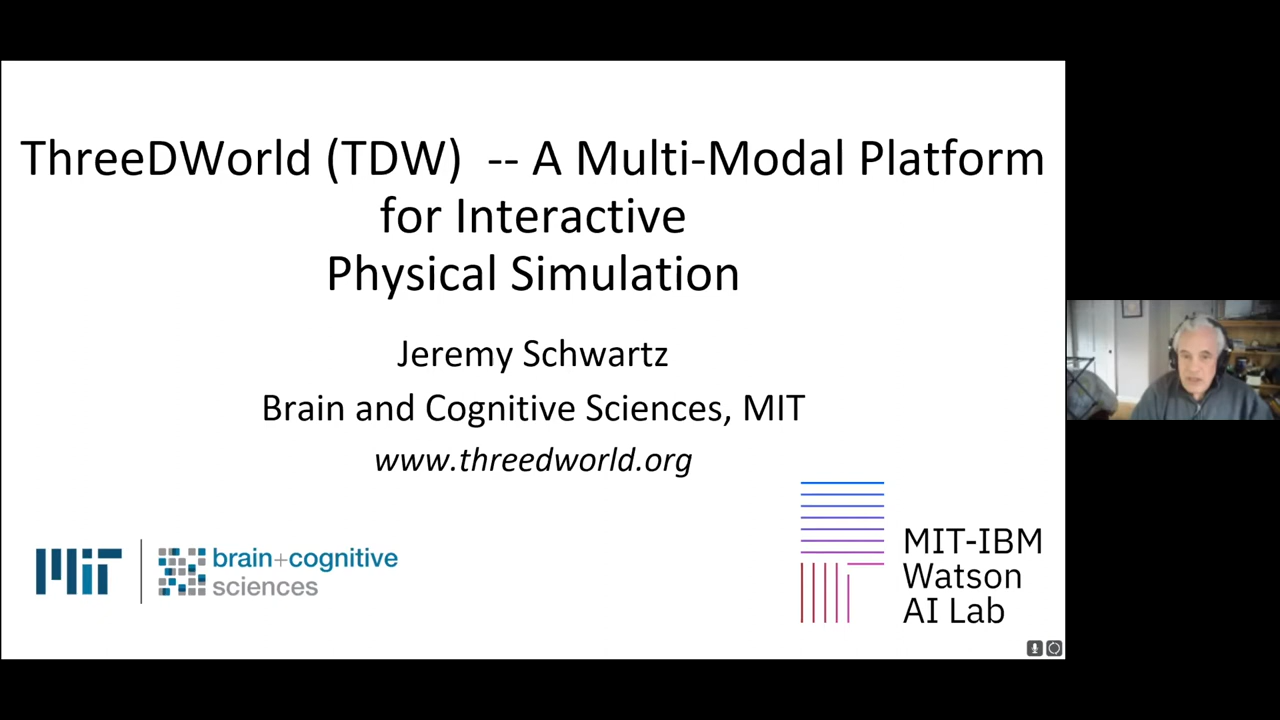 ThreeDWorld (TDW)  -- A Multi-Modal Platform
for Interactive
Physical Simulation
Jeremy Schwartz
Brain and Cognitive Sciences, MIT
www.threedworld.org
MIT
brain+cognitive
sciences
MIT-IBM
Watson
AI Lab